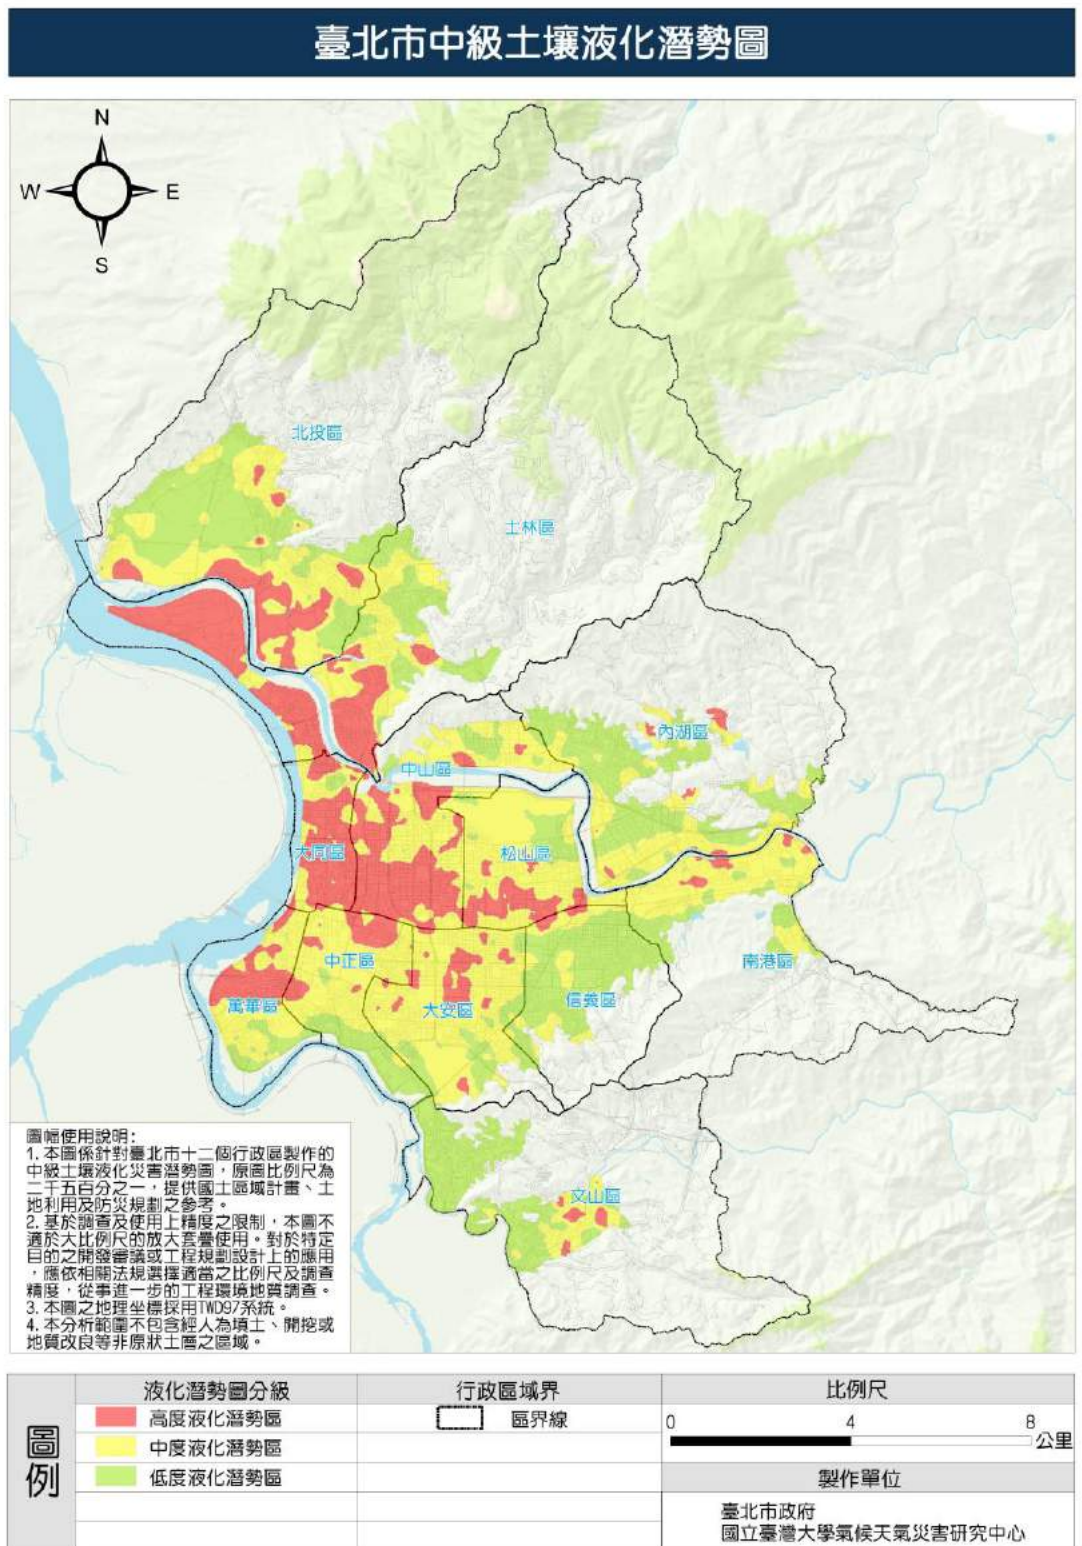 臺北市中級土壤液化潛勢圖
N
W
E
S
北投區
士林區
內湖區
中山區
大同區
松山區
中正區
南港區
萬華區
大安區
信義區
文山區
圖幅使用說明:
1. 本圖係針對臺北市十二個行政區製作的
中級土壤液化災害潛勢圖，原圖比例尺為
二千五百分之一，提供國土區域計畫、土
地利用及防災規劃之參考。
2. 基於調查及使用上精度之限制，本圖不
適於大比例尺的放大套疊使用。對於特定
目的之開發審議或工程規劃設計上的應用
，應依相關法規選擇適當之比例尺及調查
精度，從事進一步的工程環境地質調查。
3. 本圖之地理坐標採用TWD97系統。
4. 本分析範圍不包含經人為填土、開挖或
地質改良等非原狀土層之區域。
圖例
液化潛勢圖分級
高度液化潛勢區
中度液化潛勢區
低度液化潛勢區
行政區域界
區界線
比例尺
0 4 8
公里
製作單位
臺北市政府
國立臺灣大學氣候天氣災害研究中心